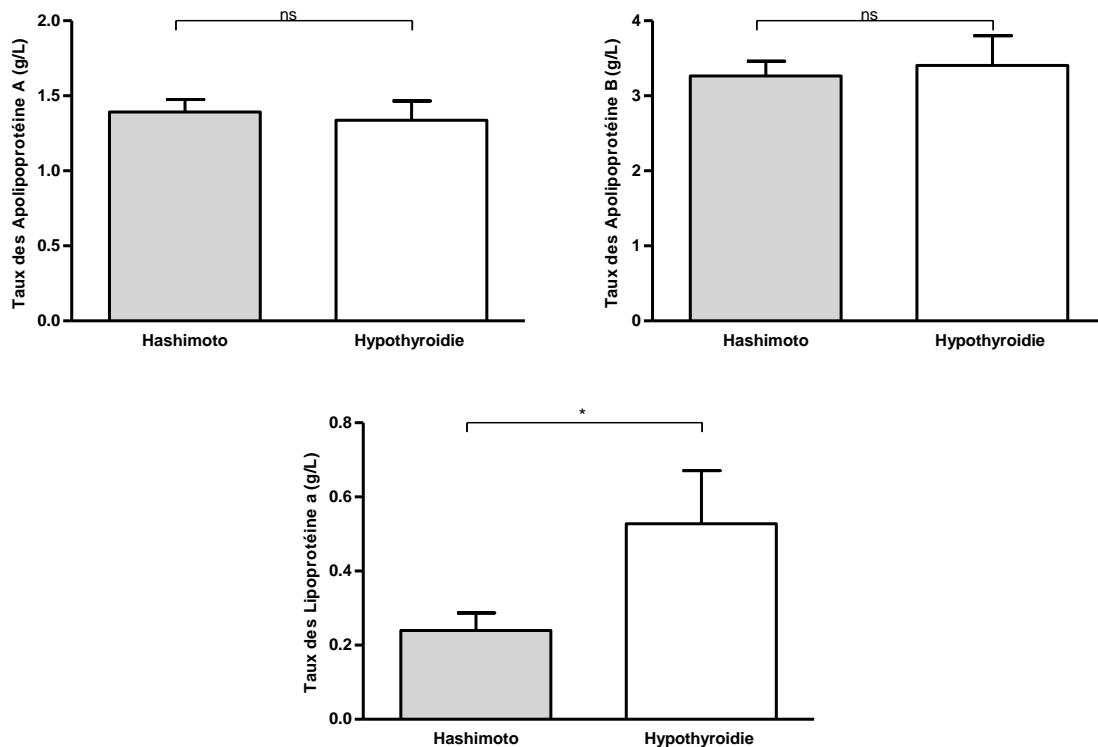 ns
Taux des Apolipoprotéine A (g/L)
2.0
1.5
1.0
0.5
0.0
Hashimoto
Hypothyroidie
ns
Taux des Apolipoprotéine B (g/L)
4
3
2
1
0
Hashimoto
Hypothyroidie
*
Taux des Lipoprotéine a (g/L)
0.8
0.6
0.4
0.2
0.0
Hashimoto
Hypothyroidie